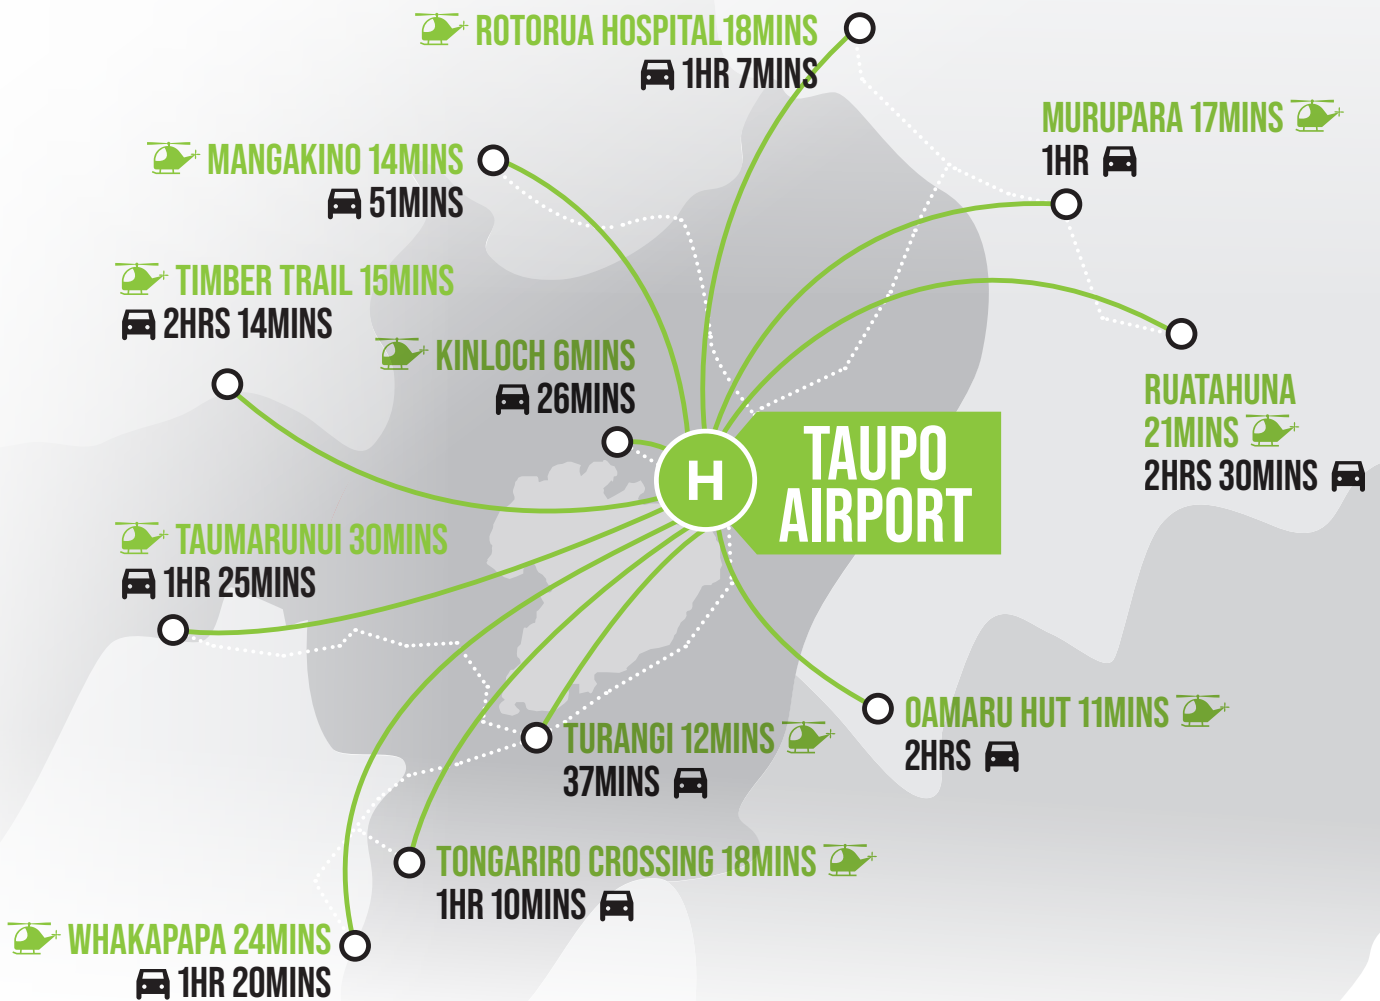 ROTORUA HOSPITAL18MINS
1HR 7MINS
MURUPARA 17MINS
1HR
MANGAKINO 14MINS
51MINS
TIMBER TRAIL 15MINS
2HRS 14MINS
KINLOCH 6MINS
26MINS
RUATAHUNA
21MINS
2HRS 30MINS
H
TAUPO
AIRPORT
TAUMARUNUI 30MINS
1HR 25MINS
OAMARU HUT 11MINS
2HRS
TURANGI 12MINS
37MINS
TONGARIRO CROSSING 18MINS
1HR 10MINS
WHAKAPAPA 24MINS
1HR 20MINS